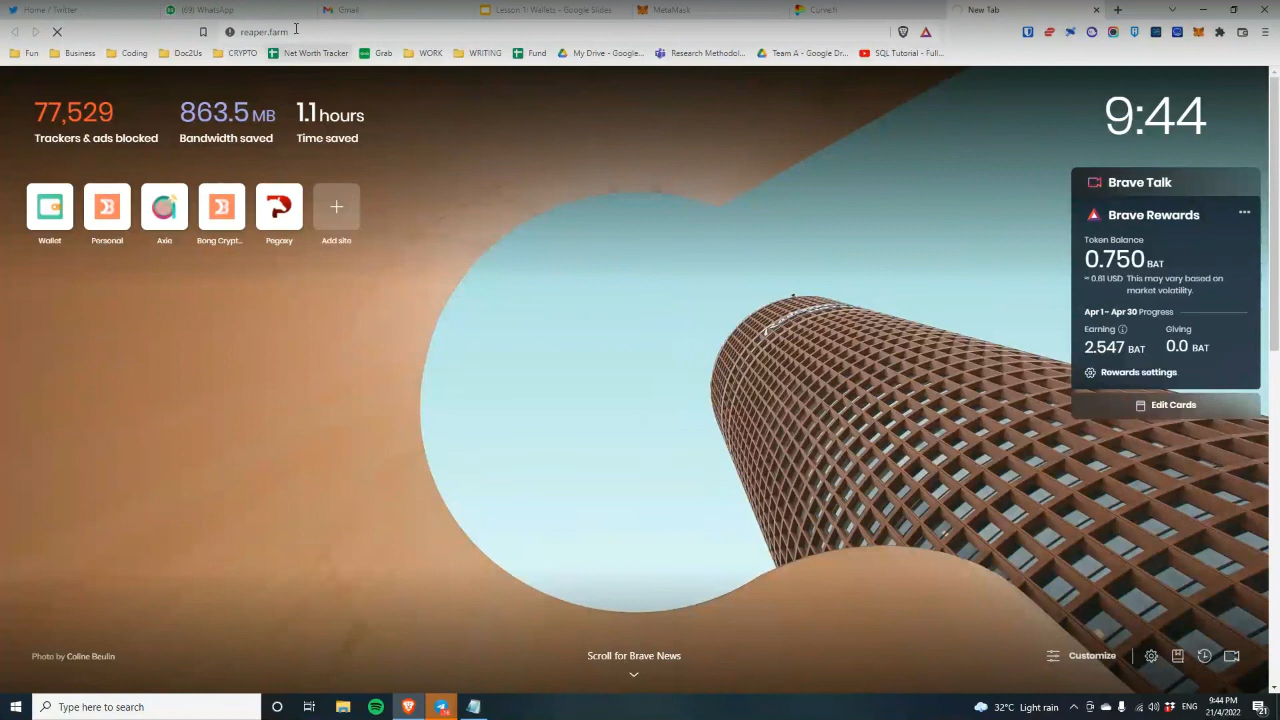 Home / Twitter
(69) WhatsApp
Gmail
Lesson 1: Wallets - Google Slides
MetaMask
Curve.fi
New Tab
reaper.farm
Fun
Business
Coding
Doc2Us
CRYPTO
Net Worth Tracker
Grab
WORK
WRITING
Fund
My Drive - Google...
Research Methodol...
Team A - Google Dr...
SQL Tutorial - Full...
77,529
Trackers & ads blocked
863.5 MB
Bandwidth saved
1.1 hours
Time saved
9:44
Wallet
Personal
Axie
Bong Crypt...
Pegaxy
Add site
Brave Talk
Brave Rewards
Token Balance
0.750 BAT
≈ 0.61 USD This may vary based on
market volatility.
Apr 1 - Apr 30 Progress
Earning
Giving
2.547 BAT
0.0 BAT
Rewards settings
Edit Cards
Photo by Coline Beulin
Scroll for Brave News
Customize
Type here to search
32°C Light rain
ENG
9:44 PM
21/4/2022